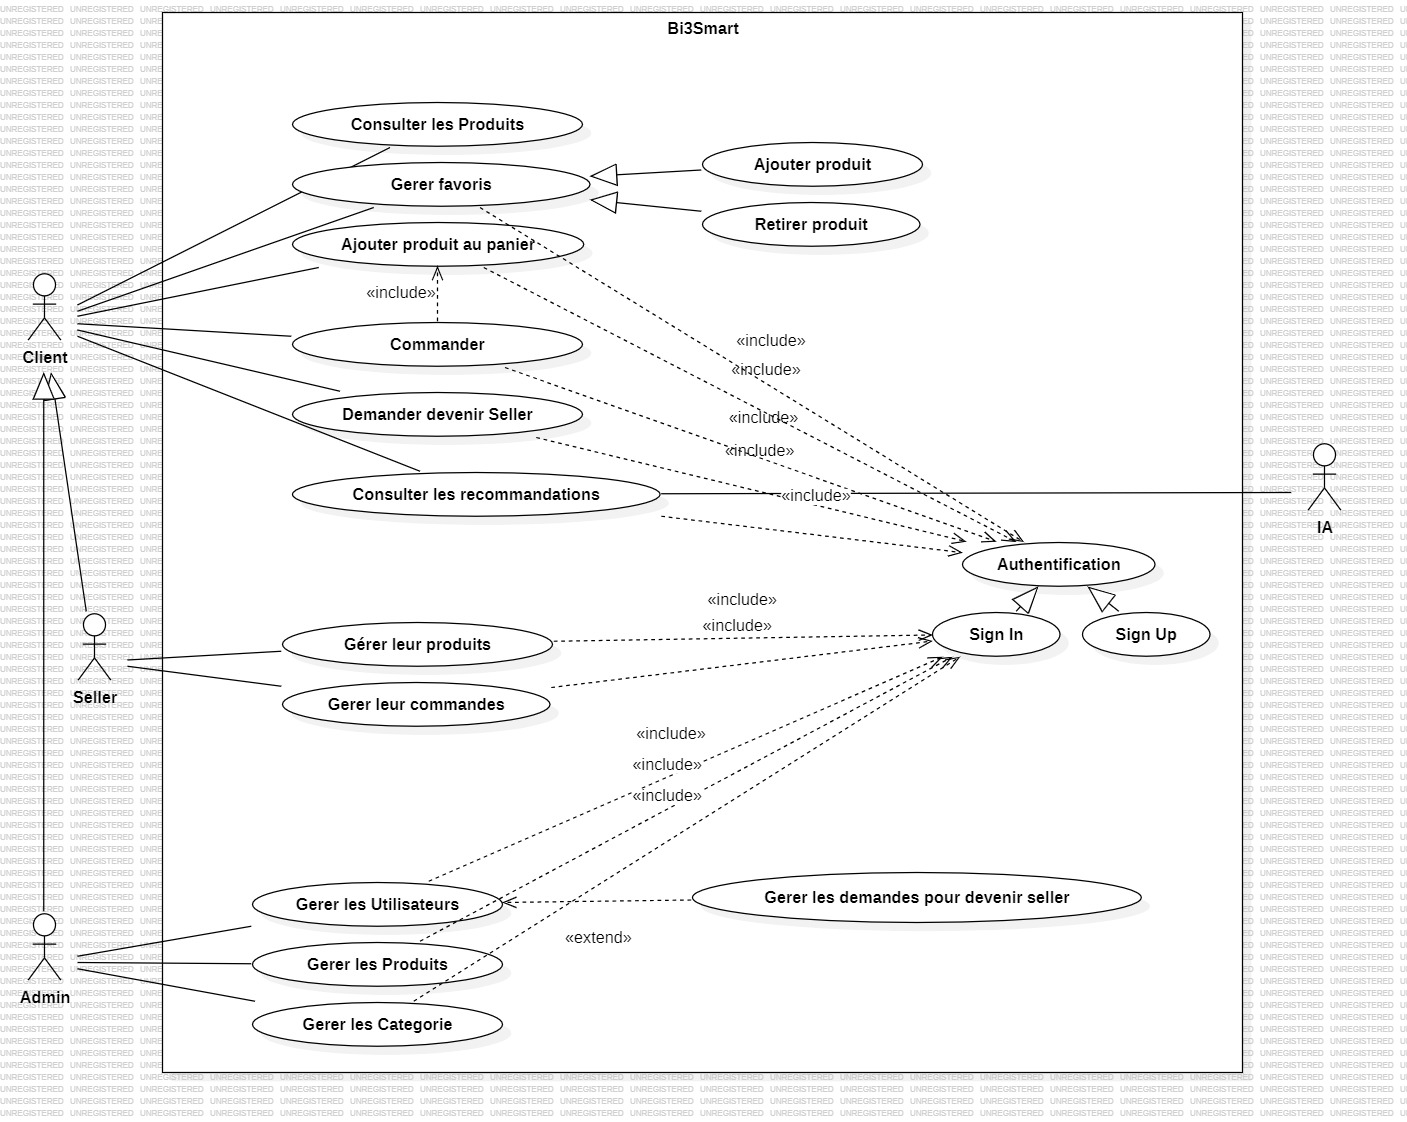 Bi3Smart
Consulter les Produits
Gerer favoris
Ajouter produit
Retirer produit
Ajouter produit au panier
«include»
Commander
«include»
«include»
Client
Demander devenir Seller
«include»
«include»
Consulter les recommandations
«include»
IA
Authentification
«include»
«include»
Sign In
Sign Up
Gérer leur produits
Seller
Gerer leur commandes
«include»
«include»
«include»
Gerer les Utilisateurs
Gerer les demandes pour devenir seller
«extend»
Gerer les Produits
Admin
Gerer les Categorie
UNREGISTERED